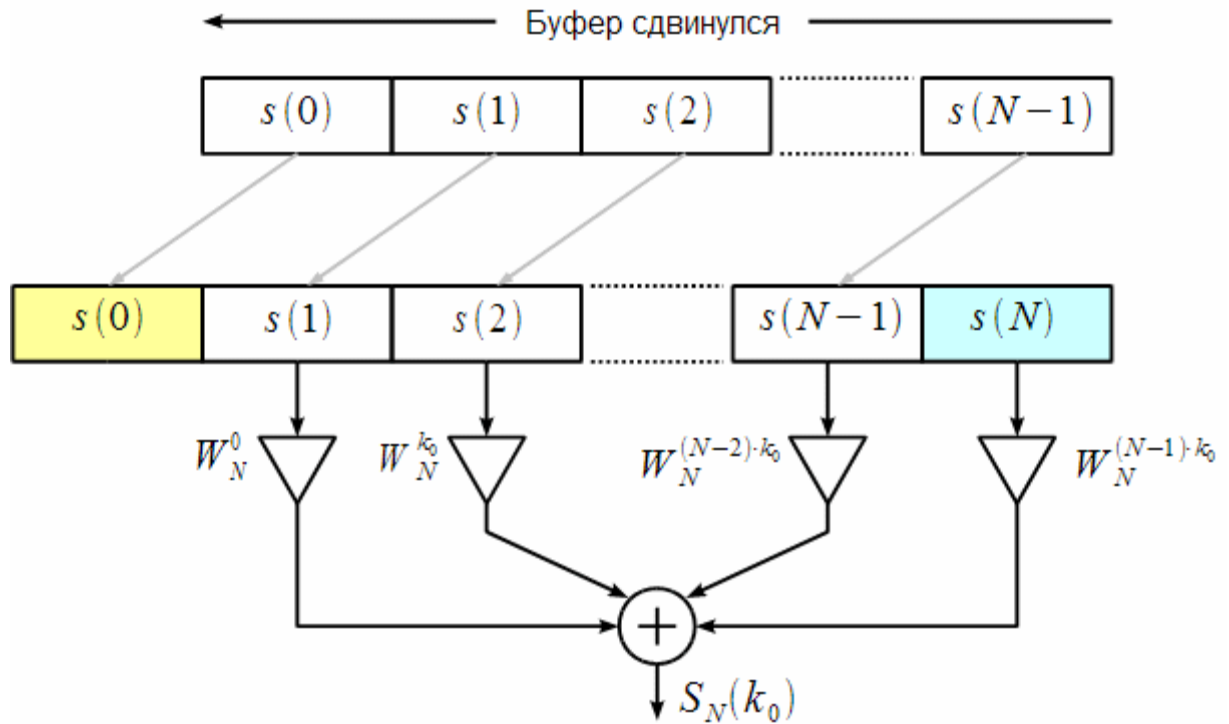 Буфер сдвинулся
s(0) s(1) s(2) s(N−1)
s(0) s(1) s(2) s(N−1) s(N)
W_N^0 W_N^{k_0} W_N^{(N−2)·k_0} W_N^{(N−1)·k_0}
+
S_N(k_0)